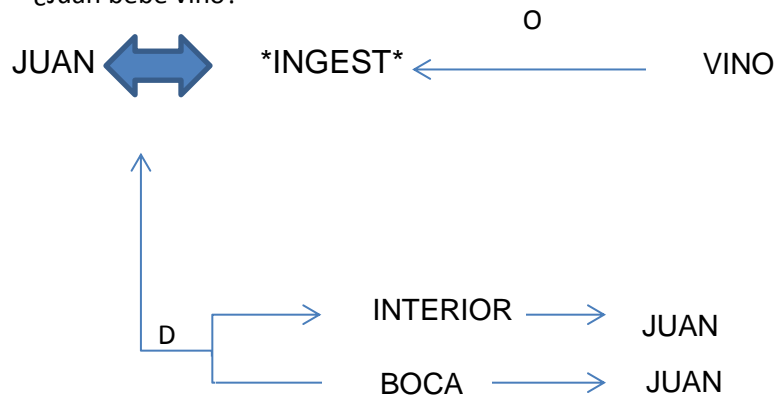 ¿Juan bebe vino?
O
JUAN *INGEST* VINO
INTERIOR JUAN
D
BOCA JUAN